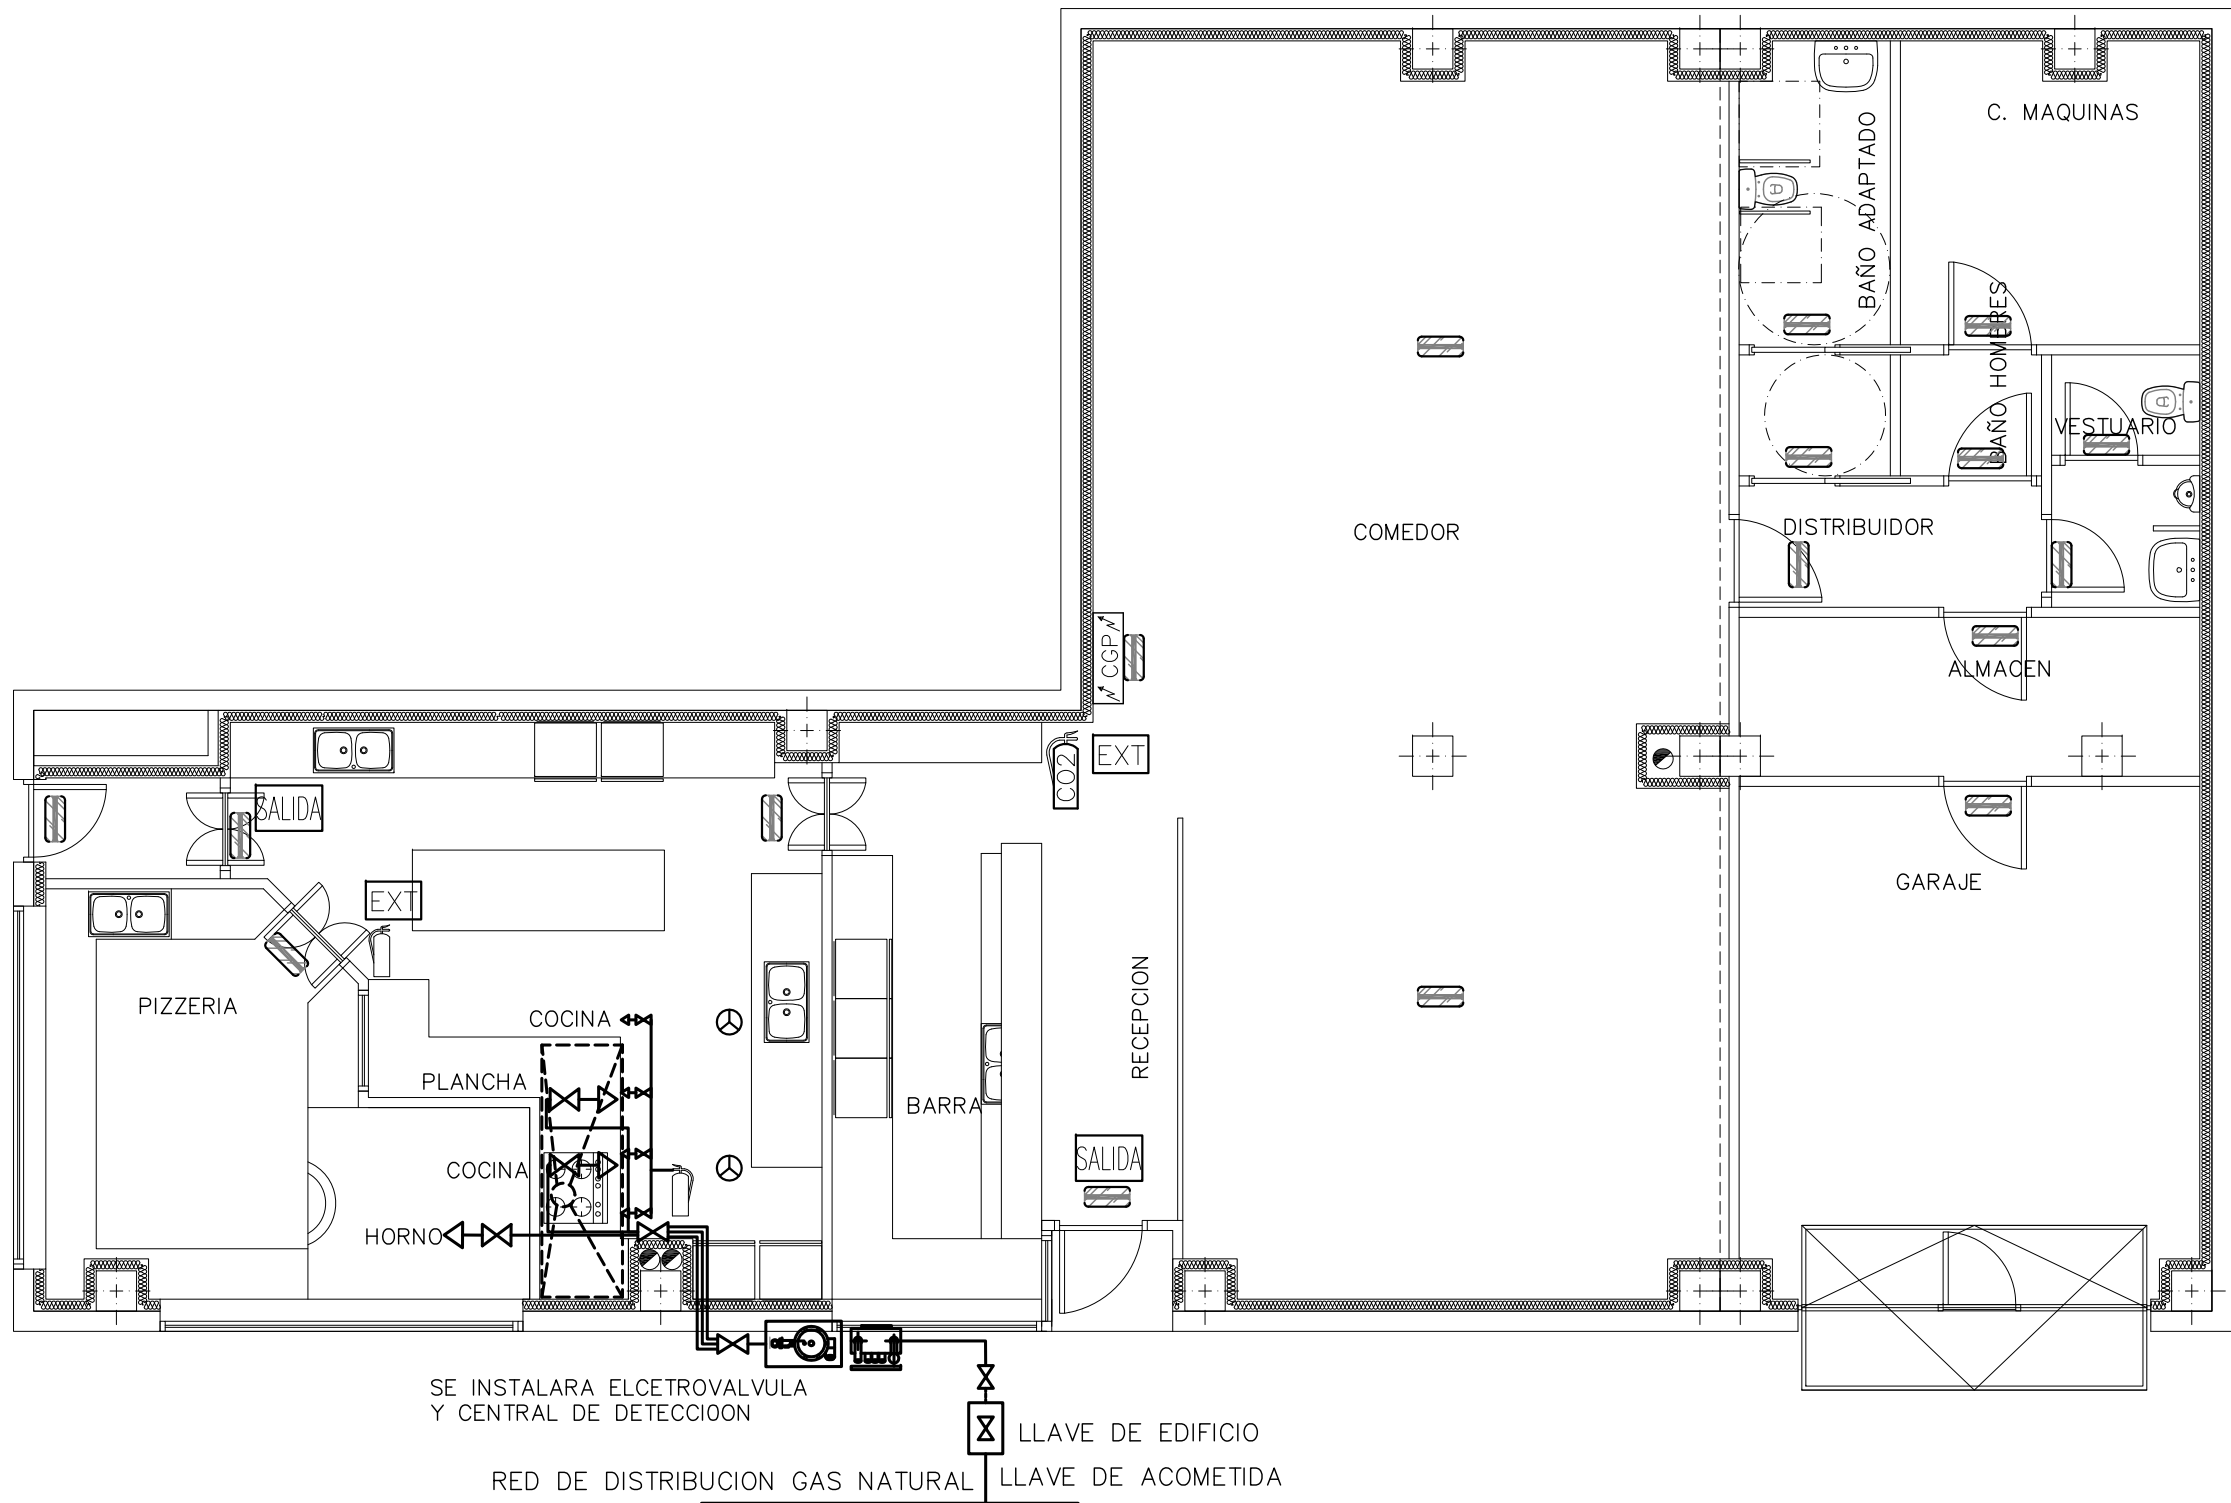 C. MAQUINAS
BAÑO ADAPTADO
BAÑO HOMBRES
VESTUARIO
COMEDOR
DISTRIBUIDOR
CGP
ALMACEN
EXT
CO2
SALIDA
GARAJE
EXT
PIZZERIA
COCINA
RECEPCION
PLANCHA
BARRA
COCINA
SALIDA
HORNO
SE INSTALARA ELCETROVALVULA
Y CENTRAL DE DETECCIOON
LLAVE DE EDIFICIO
RED DE DISTRIBUCION GAS NATURAL
LLAVE DE ACOMETIDA